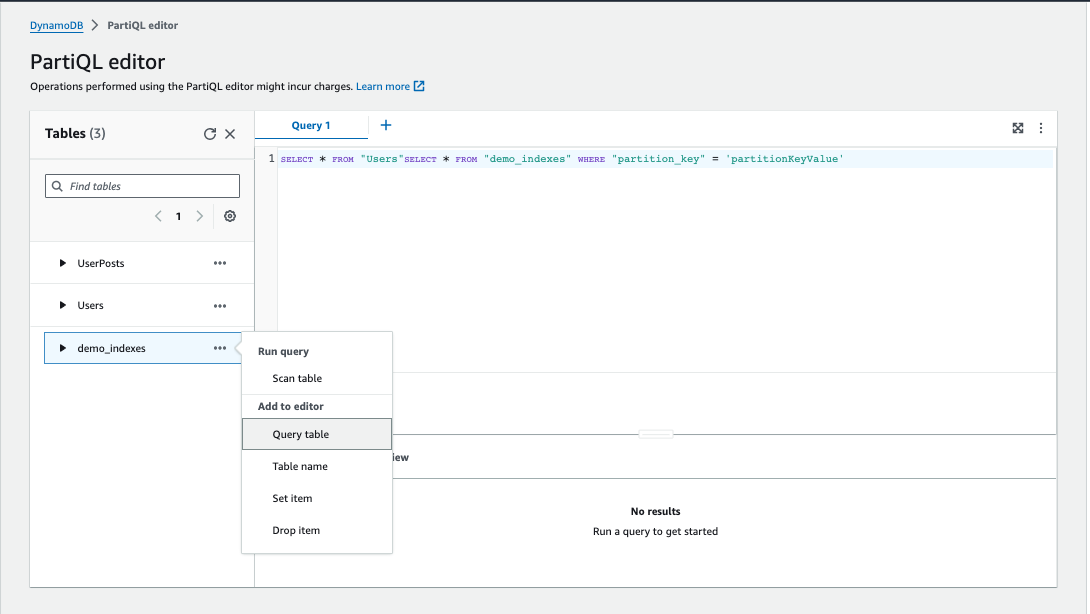 DynamoDB > PartiQL editor
PartiQL editor
Operations performed using the PartiQL editor might incur charges. Learn more
Tables (3)
Query 1
1 SELECT * FROM "Users"SELECT * FROM "demo_indexes" WHERE "partition_key" = 'partitionKeyValue'
Find tables
1
UserPosts
Users
demo_indexes
Run query
Scan table
Add to editor
Query table
Table name
Set item
Drop item
iew
No results
Run a query to get started